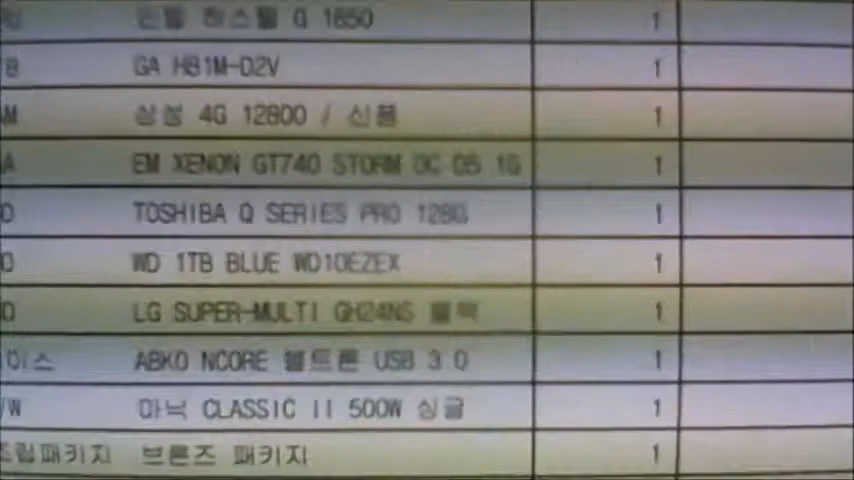 인텔 하스웰 G 1850 1
B GA H81M-D2V 1
AM 삼성 4G 12800 / 신품 1
A EM XENON GT740 STORM OC D5 1G 1
D TOSHIBA Q SERIES PRO 128G 1
D WD 1TB BLUE WD10EZEX 1
D LG SUPER-MULTI GH24NS 블랙 1
이스 ABKO NCORE 볼트론 USB 3.0 1
/W 마닉 CLASSIC II 500W 싱글 1
조립패키지 브론즈 패키지 1